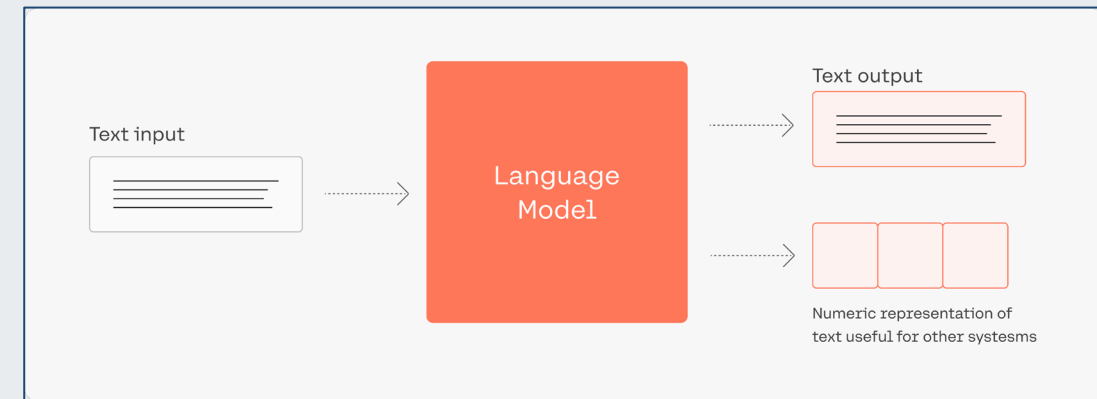 Text input
Language
Model
Text output
Numeric representation of
text useful for other systesms